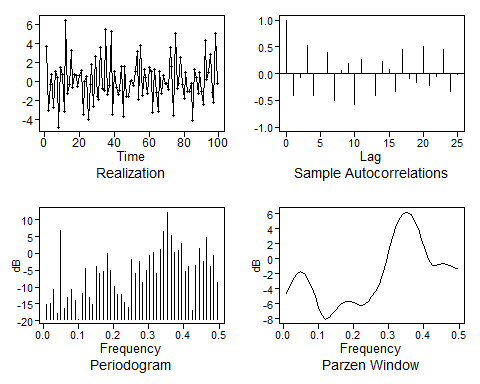 6
4
2
0
-2
-4
0 20 40 60 80 100
Time
Realization
1.0
0.5
0.0
-0.5
-1.0
0 5 10 15 20 25
Lag
Sample Autocorrelations
10
5
0
-5
-10
-15
-20
dB
0.0 0.1 0.2 0.3 0.4 0.5
Frequency
Periodogram
6
4
2
0
-2
-4
-6
-8
dB
0.0 0.1 0.2 0.3 0.4 0.5
Frequency
Parzen Window